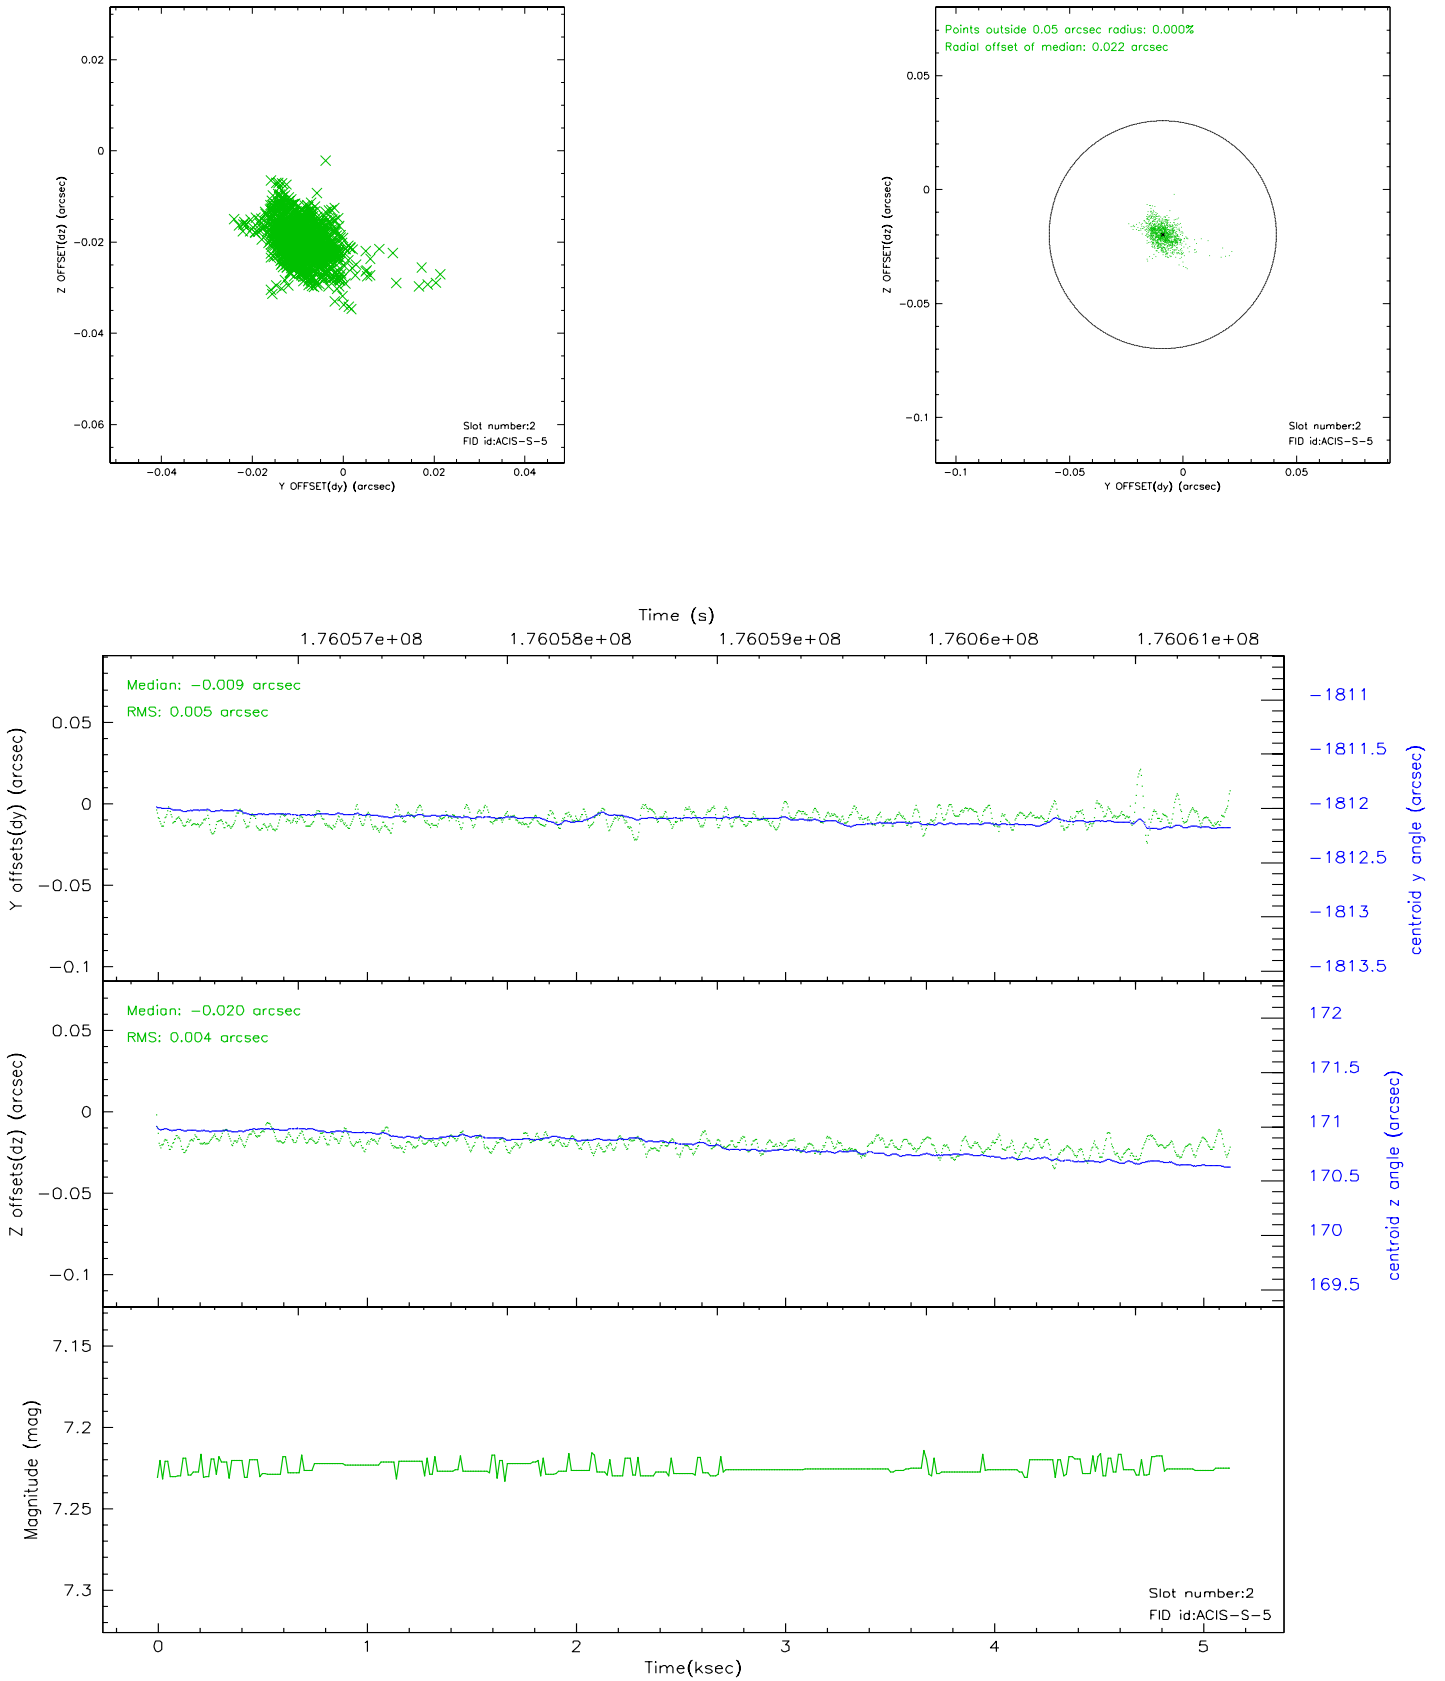 0.02
0
-0.02
-0.04
-0.06
Z OFFSET(dz) (arcsec)
Slot number:2
FID id:ACIS-S-5
-0.04 -0.02 0 0.02 0.04
Y OFFSET(dy) (arcsec)
Points outside 0.05 arcsec radius: 0.000%
Radial offset of median: 0.022 arcsec
0.05
0
-0.05
-0.1
Z OFFSET(dz) (arcsec)
Slot number:2
FID id:ACIS-S-5
-0.1 -0.05 0 0.05
Y OFFSET(dy) (arcsec)
Time (s)
1.76057e+08 1.76058e+08 1.76059e+08 1.7606e+08 1.76061e+08
Median: -0.009 arcsec
RMS: 0.005 arcsec
0.05
0
-0.05
-0.1
Y offsets(dy) (arcsec)
-1811
-1811.5
-1812
-1812.5
-1813
-1813.5
centroid y angle (arcsec)
Median: -0.020 arcsec
RMS: 0.004 arcsec
0.05
0
-0.05
-0.1
Z offsets(dz) (arcsec)
172
171.5
171
170.5
170
169.5
centroid z angle (arcsec)
7.15
7.2
7.25
7.3
Magnitude (mag)
Slot number:2
FID id:ACIS-S-5
0 1 2 3 4 5
Time(ksec)